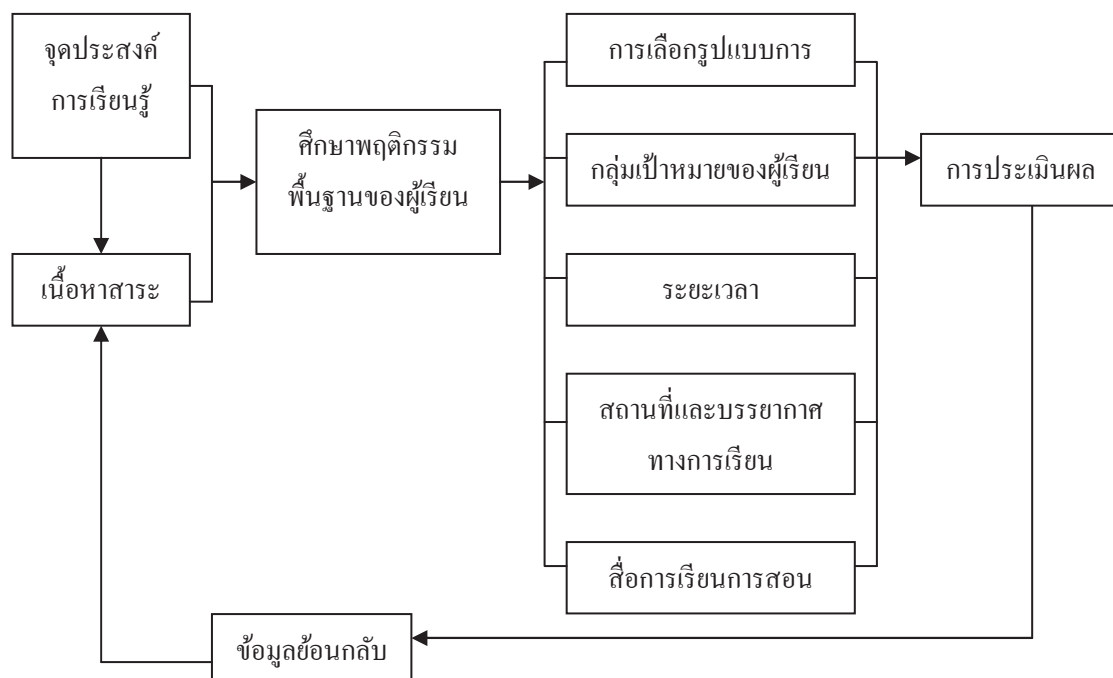 จุดประสงค์
การเรียนรู้
เนื้อหาสาระ
ศึกษาพฤติกรรม
พื้นฐานของผู้เรียน
การเลือกรูปแบบการ
กลุ่มเป้าหมายของผู้เรียน
ระยะเวลา
สถานที่และบรรยากาศ
ทางการเรียน
สื่อการเรียนการสอน
การประเมินผล
ข้อมูลย้อนกลับ